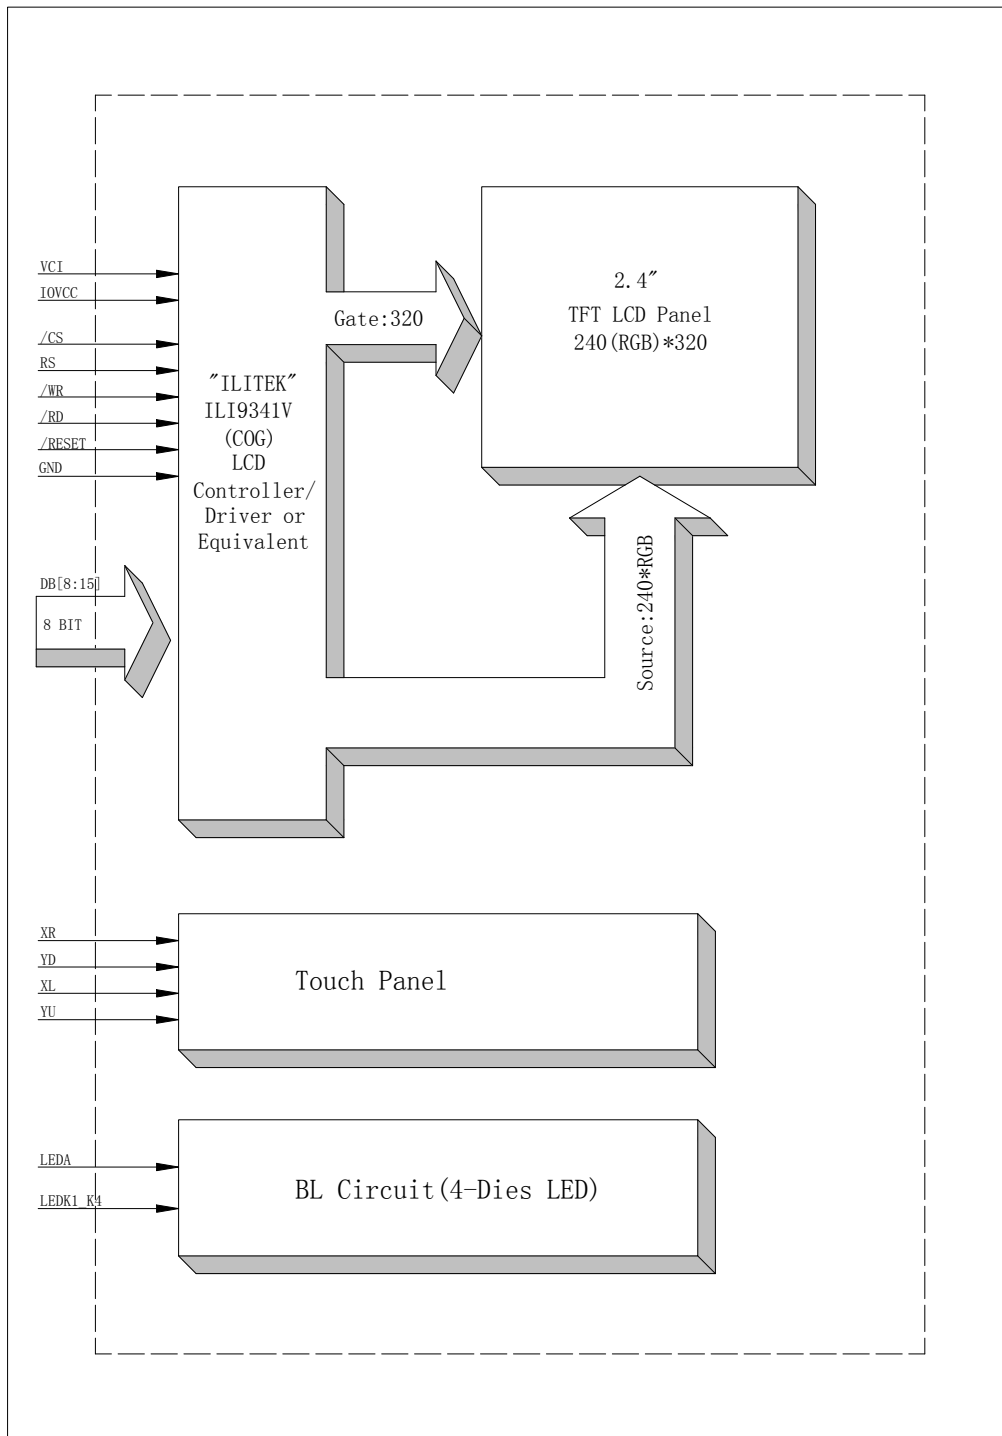 VCI
IOVCC
/CS
RS
/WR
/RD
/RESET
GND
DB[8:15]
8 BIT
"ILITEK"
ILI9341V
(COG)
LCD
Controller/
Driver or
Equivalent
Gate:320
2.4"
TFT LCD Panel
240(RGB)*320
Source:240*RGB
XR
YD
XL
YU
Touch Panel
LEDA
LEDK1_K4
BL Circuit(4-Dies LED)